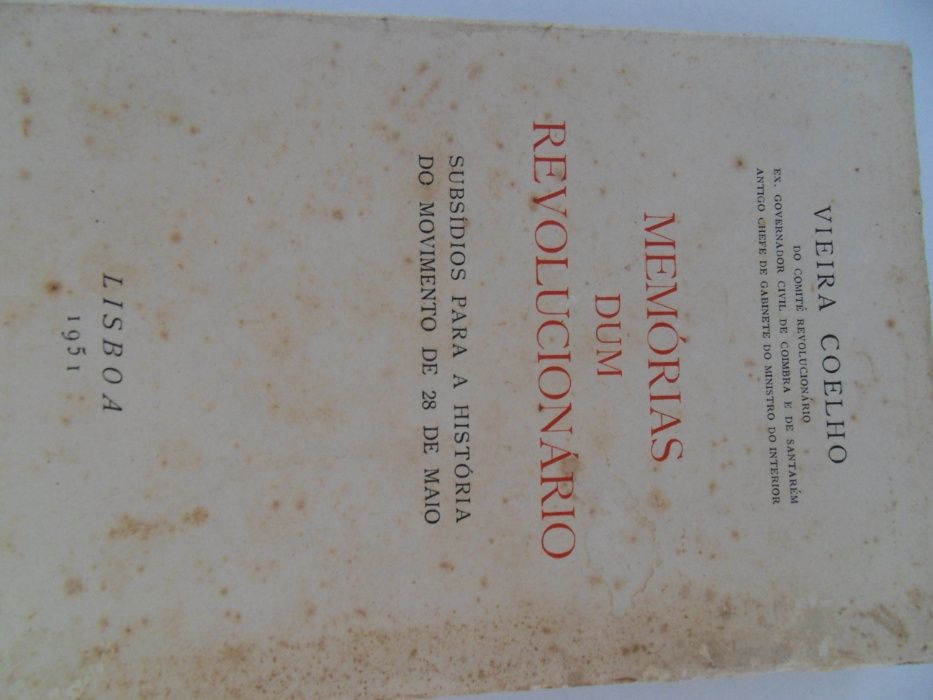 VIEIRA COELHO
DO COMITÉ REVOLUCIONÁRIO
EX. GOVERNADOR CIVIL DE COIMBRA E DE SANTARÉM
ANTIGO CHEFE DE GABINETE DO MINISTRO DO INTERIOR
MEMÓRIAS
DUM
REVOLUCIONÁRIO
SUBSÍDIOS PARA A HISTÓRIA
DO MOVIMENTO DE 28 DE MAIO
LISBOA
1951